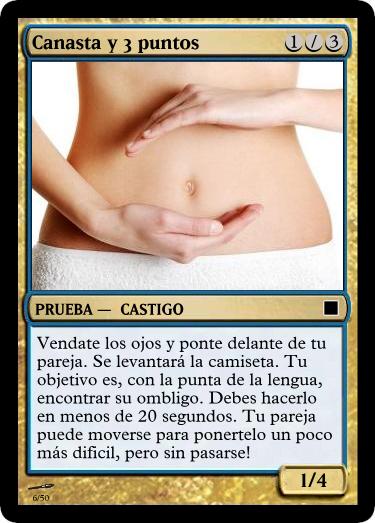 Canasta y 3 puntos 1 / 3
PRUEBA — CASTIGO
Vendate los ojos y ponte delante de tu
pareja. Se levantará la camiseta. Tu
objetivo es, con la punta de la lengua,
encontrar su ombligo. Debes hacerlo
en menos de 20 segundos. Tu pareja
puede moverse para ponertelo un poco
más dificil, pero sin pasarse!
1/4
6/50